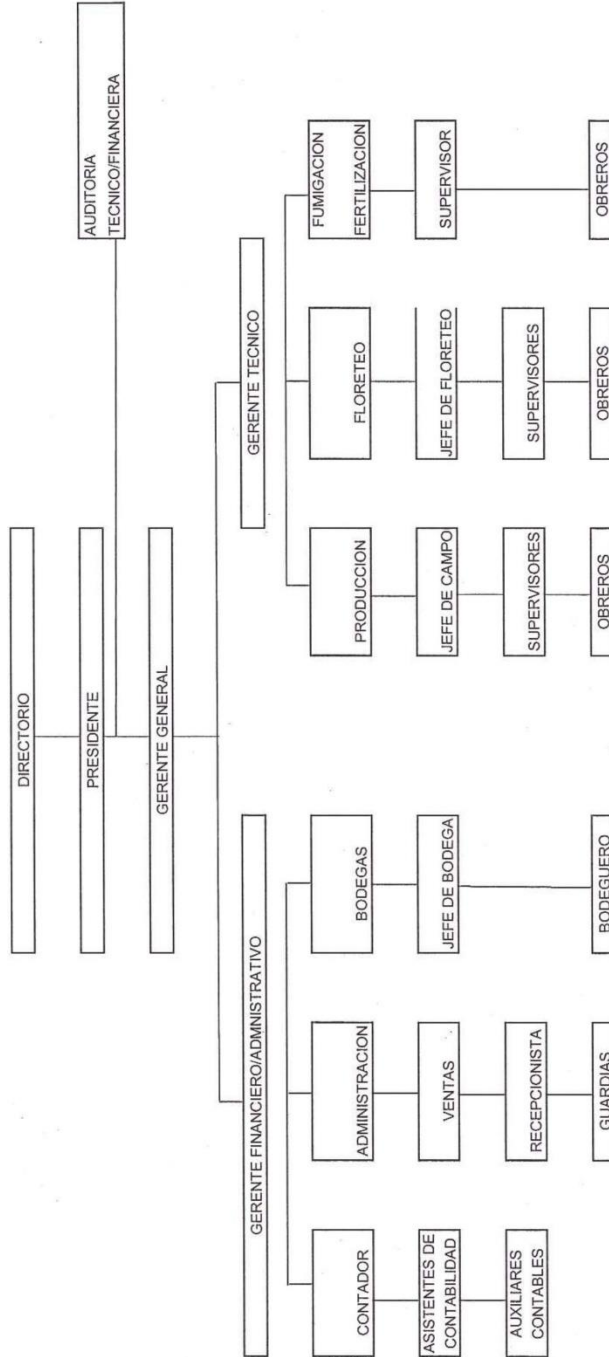 DIRECTORIO
PRESIDENTE
AUDITORIA
TECNICO/FINANCIERA
GERENTE GENERAL
GERENTE FINANCIERO/ADMNISTRATIVO
GERENTE TECNICO
CONTADOR
ADMINISTRACION
BODEGAS
PRODUCCION
FLORETEO
FUMIGACION
FERTILIZACION
ASISTENTES DE
CONTABILIDAD
VENTAS
JEFE DE BODEGA
JEFE DE CAMPO
JEFE DE FLORETEO
SUPERVISOR
AUXILIARES
CONTABLES
RECEPCIONISTA
SUPERVISORES
SUPERVISORES
GUARDIAS
BODEGUERO
OBREROS
OBREROS
OBREROS